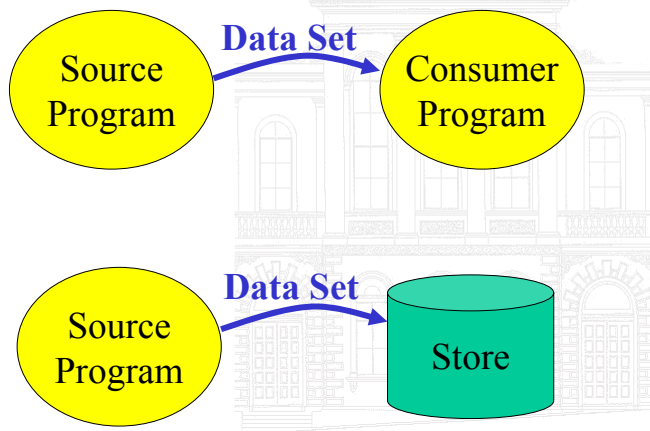 Data Set
Source
Program
Consumer
Program
Data Set
Source
Program
Store